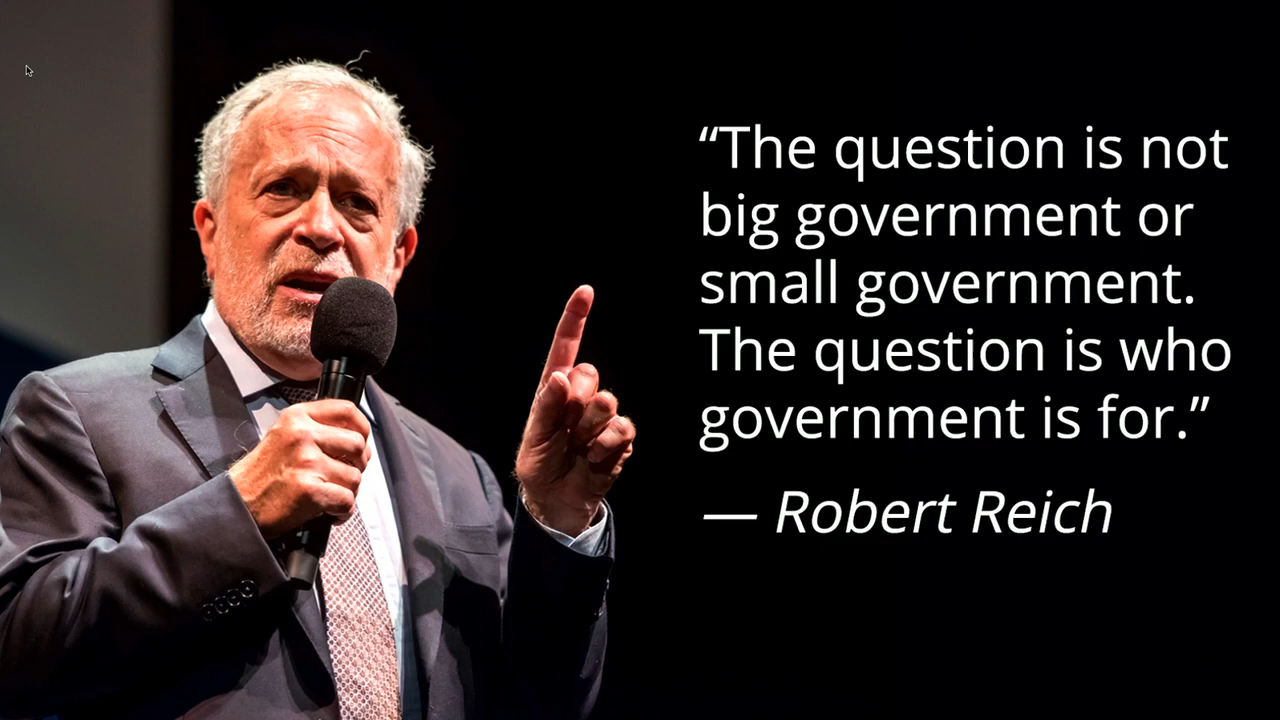 “The question is not
big government or
small government.
The question is who
government is for.”
— Robert Reich